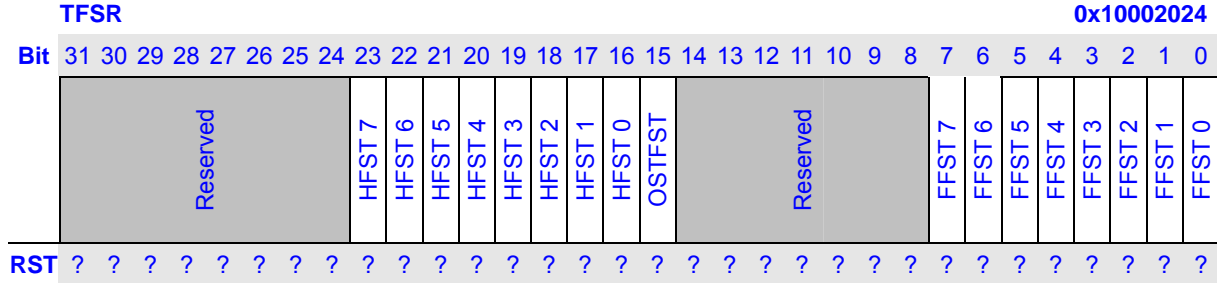 TFSR 0x10002024
Bit 31 30 29 28 27 26 25 24 23 22 21 20 19 18 17 16 15 14 13 12 11 10 9 8 7 6 5 4 3 2 1 0
Reserved HFST 7 HFST 6 HFST 5 HFST 4 HFST 3 HFST 2 HFST 1 HFST 0 OSTFST Reserved FFST 7 FFST 6 FFST 5 FFST 4 FFST 3 FFST 2 FFST 1 FFST 0
RST ? ? ? ? ? ? ? ? ? ? ? ? ? ? ? ? ? ? ? ? ? ? ? ? ? ? ? ? ? ? ? ?